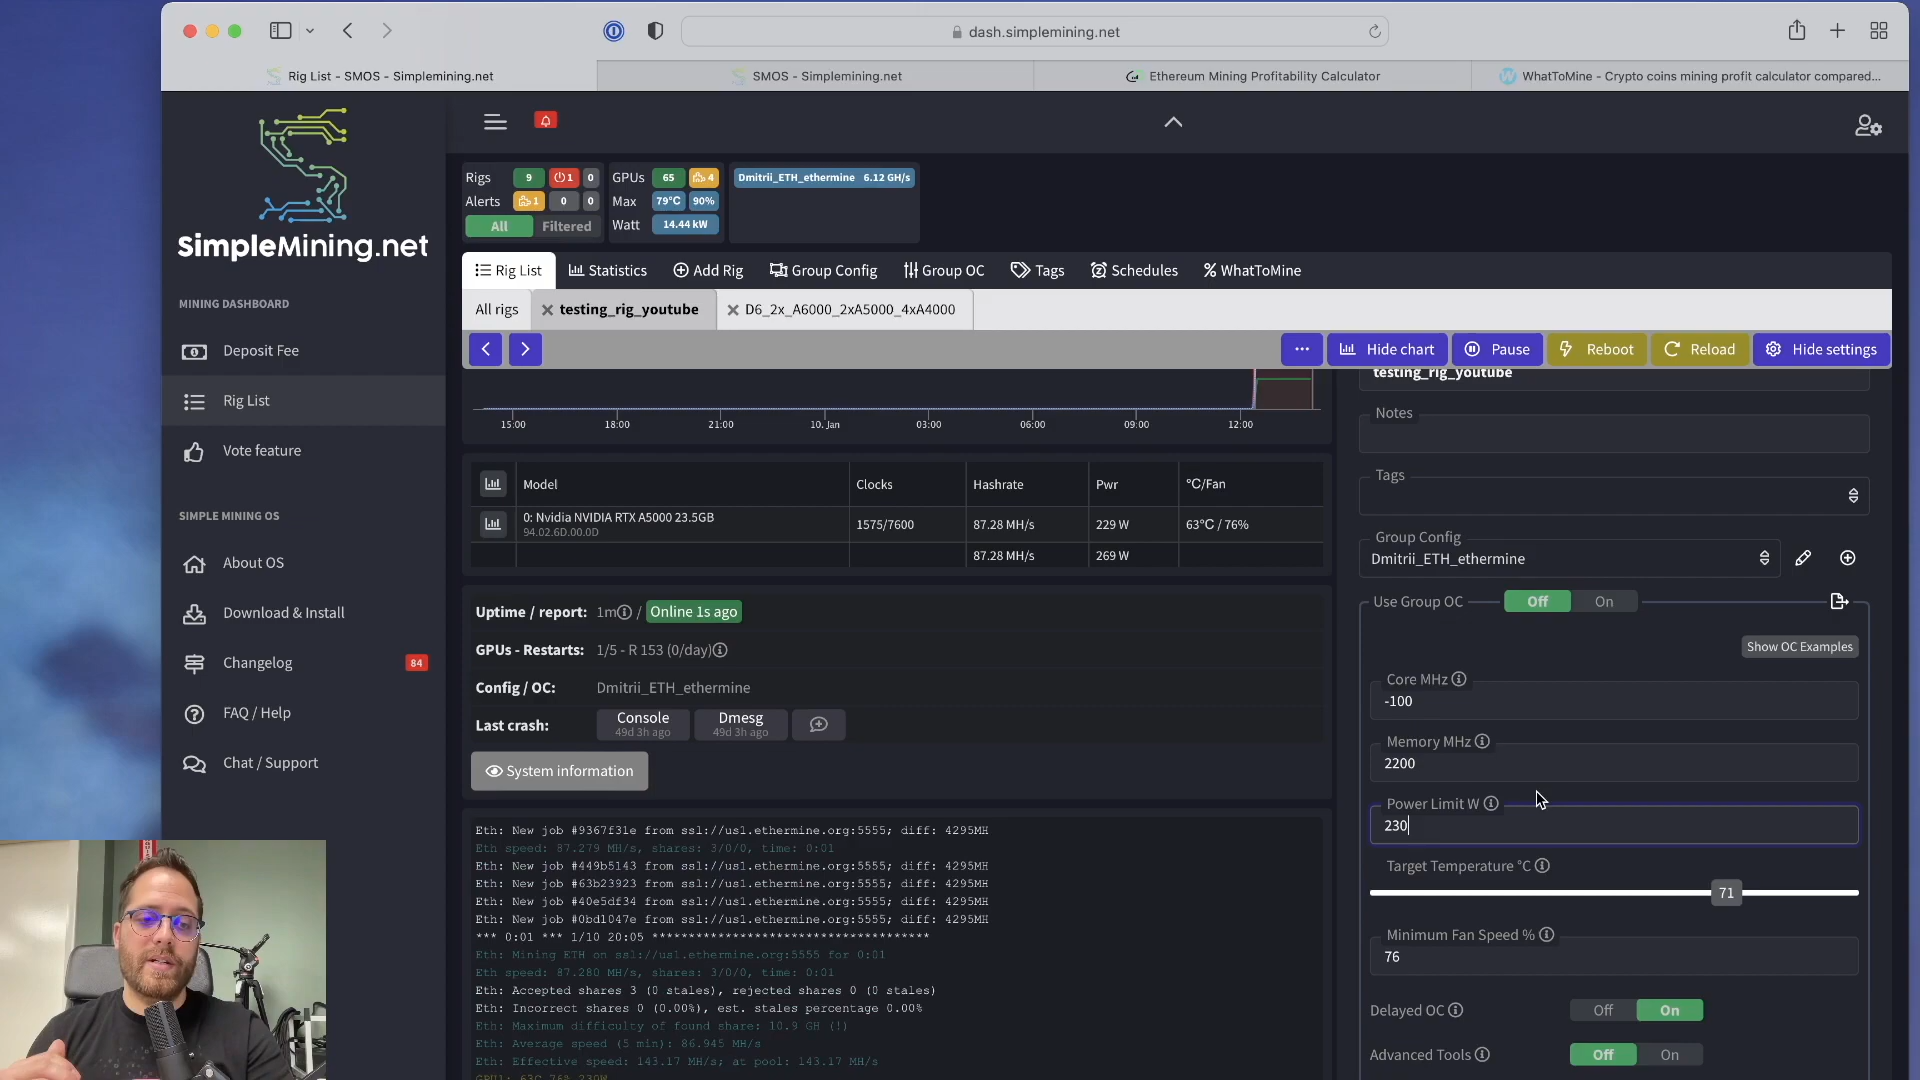 dash.simplemining.net
Rig List - SMOS - Simplemining.net
SMOS - Simplemining.net
Ethereum Mining Profitability Calculator
WhatToMine - Crypto coins mining profit calculator compared...
SimpleMining.net
MINING DASHBOARD
Deposit Fee
Rig List
Vote feature
SIMPLE MINING OS
About OS
Download & Install
Changelog 84
FAQ / Help
Chat / Support
Rigs 9 1 0
Alerts 1 0 0
All Filtered
GPUs 65 4
Max 79°C 90%
Watt 14.44 kW
Dmitrii_ETH_ethermine 6.12 GH/s
Rig List Statistics Add Rig Group Config Group OC Tags Schedules WhatToMine
All rigs testing_rig_youtube D6_2x_A6000_2xA5000_4xA4000
Hide chart Pause Reboot Reload Hide settings
15:00 18:00 21:00 10. Jan 03:00 06:00 09:00 12:00
Model Clocks Hashrate Pwr °C/Fan
0: Nvidia NVIDIA RTX A5000 23.5GB 1575/7600 87.28 MH/s 229 W 63°C / 76%
94.02.6D.00.0D
87.28 MH/s 269 W
Uptime / report: 1m / Online 1s ago
GPUs - Restarts: 1/5 - R 153 (0/day)
Config / OC: Dmitrii_ETH_ethermine
Last crash: Console Dmesg
49d 3h ago 49d 3h ago
System information
Eth: New job #9367f31e from ssl://us1.ethermine.org:5555; diff: 4295MH
Eth speed: 87.279 MH/s, shares: 3/0/0, time: 0:01
Eth: New job #449b5143 from ssl://us1.ethermine.org:5555; diff: 4295MH
Eth: New job #63b23923 from ssl://us1.ethermine.org:5555; diff: 4295MH
Eth: New job #40e5df34 from ssl://us1.ethermine.org:5555; diff: 4295MH
Eth: New job #0bd1047e from ssl://us1.ethermine.org:5555; diff: 4295MH
*** 0:01 *** 1/10 20:05 **************************************
Eth: Mining ETH on ssl://us1.ethermine.org:5555 for 0:01
Eth speed: 87.280 MH/s, shares: 3/0/0, time: 0:01
Eth: Accepted shares 3 (0 stales), rejected shares 0 (0 stales)
Eth: Incorrect shares 0 (0.00%), est. stales percentage 0.00%
Eth: Maximum difficulty of found share: 10.9 GH (!)
Eth: Average speed (5 min): 86.945 MH/s
Eth: Effective speed: 143.17 MH/s; at pool: 143.17 MH/s
GPU1: 63C 76% 230W
testing_rig_youtube
Notes
Tags
Group Config
Dmitrii_ETH_ethermine
Use Group OC Off On
Show OC Examples
Core MHz
-100
Memory MHz
2200
Power Limit W
230
Target Temperature °C
71
Minimum Fan Speed %
76
Delayed OC Off On
Advanced Tools Off On